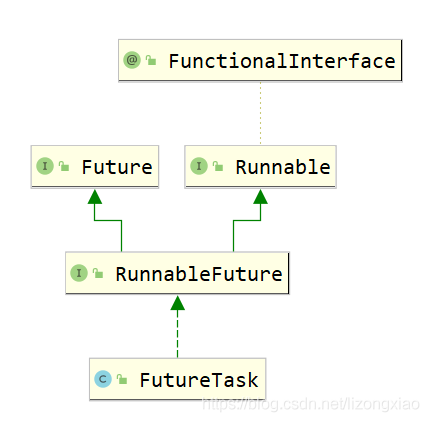 @ FunctionalInterface
I Future
I Runnable
I RunnableFuture
C FutureTask
https://blog.csdn.net/lizongxiao